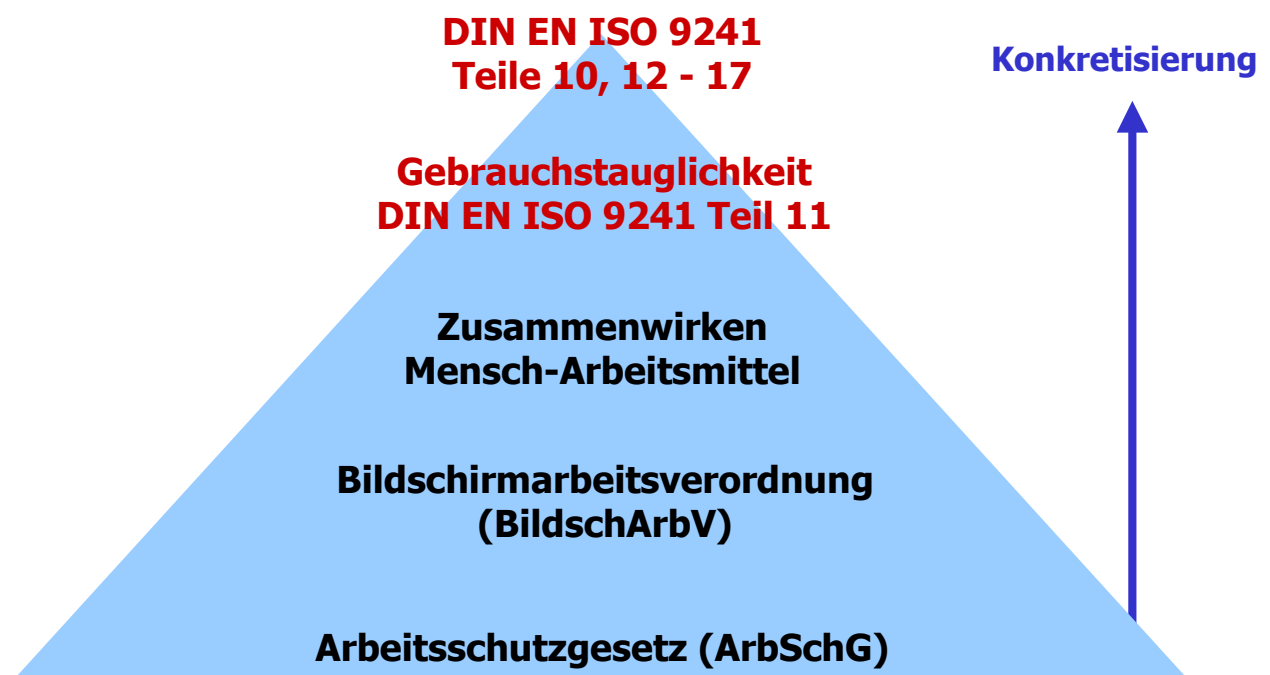 DIN EN ISO 9241
Teile 10, 12 - 17
Konkretisierung
Gebrauchstauglichkeit
DIN EN ISO 9241 Teil 11
Zusammenwirken
Mensch-Arbeitsmittel
Bildschirmarbeitsverordnung
(BildschArbV)
Arbeitsschutzgesetz (ArbSchG)